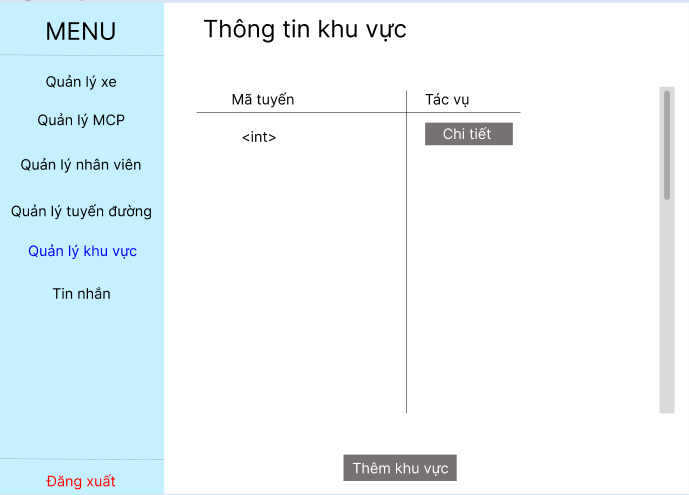 MENU
Quản lý xe
Quản lý MCP
Quản lý nhân viên
Quản lý tuyến đường
Quản lý khu vực
Tin nhắn
Đăng xuất
Thông tin khu vực
Mã tuyến Tác vụ
<int> Chi tiết
Thêm khu vực